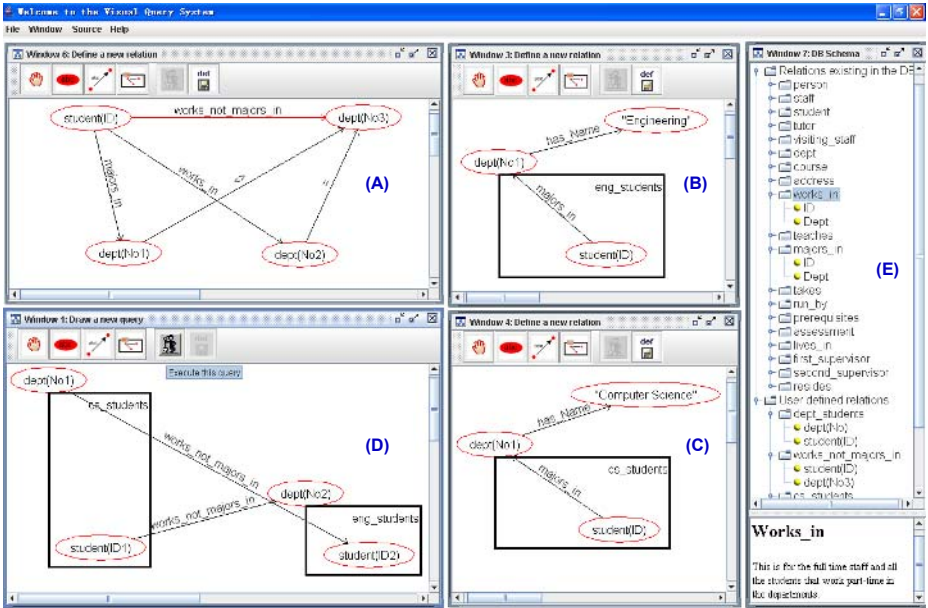 Welcome to the Visual Query System
File Window Source Help
Window 6: Define a new relation
def
works_not_majors_in
student(ID)
dept(No3)
majors_in
works_in
=
(A)
dept(No1)
dept(No2)
Window 3: Define a new relation
def
"Engineering"
has_Name
dept(No1)
eng_students
(B)
majors_in
student(ID)
Window 1: Draw a new query
def
Execute this query
dept(No1)
cs_students
works_not_majors_in
(D)
dept(No2)
works_not_majors_in
eng_students
student(ID1)
student(ID2)
Window 4: Define a new relation
def
"Computer Science"
has_Name
dept(No1)
(C)
cs_students
majors_in
student(ID)
Window 7: DB Schema
Relations existing in the DB
person
staff
student
tutor
visiting_staff
dept
course
address
works_in
ID
Dept
teaches
majors_in
ID
Dept
(E)
takes
run_by
prerequisites
assessment
lives_in
first_supervisor
second_supervisor
resides
User defined relations
dept_students
dept(No)
student(ID)
works_not_majors_in
student(ID)
dept(No3)
cs_students
Works_in
This is for the full time staff and all
the students that work part-time in
the departments.